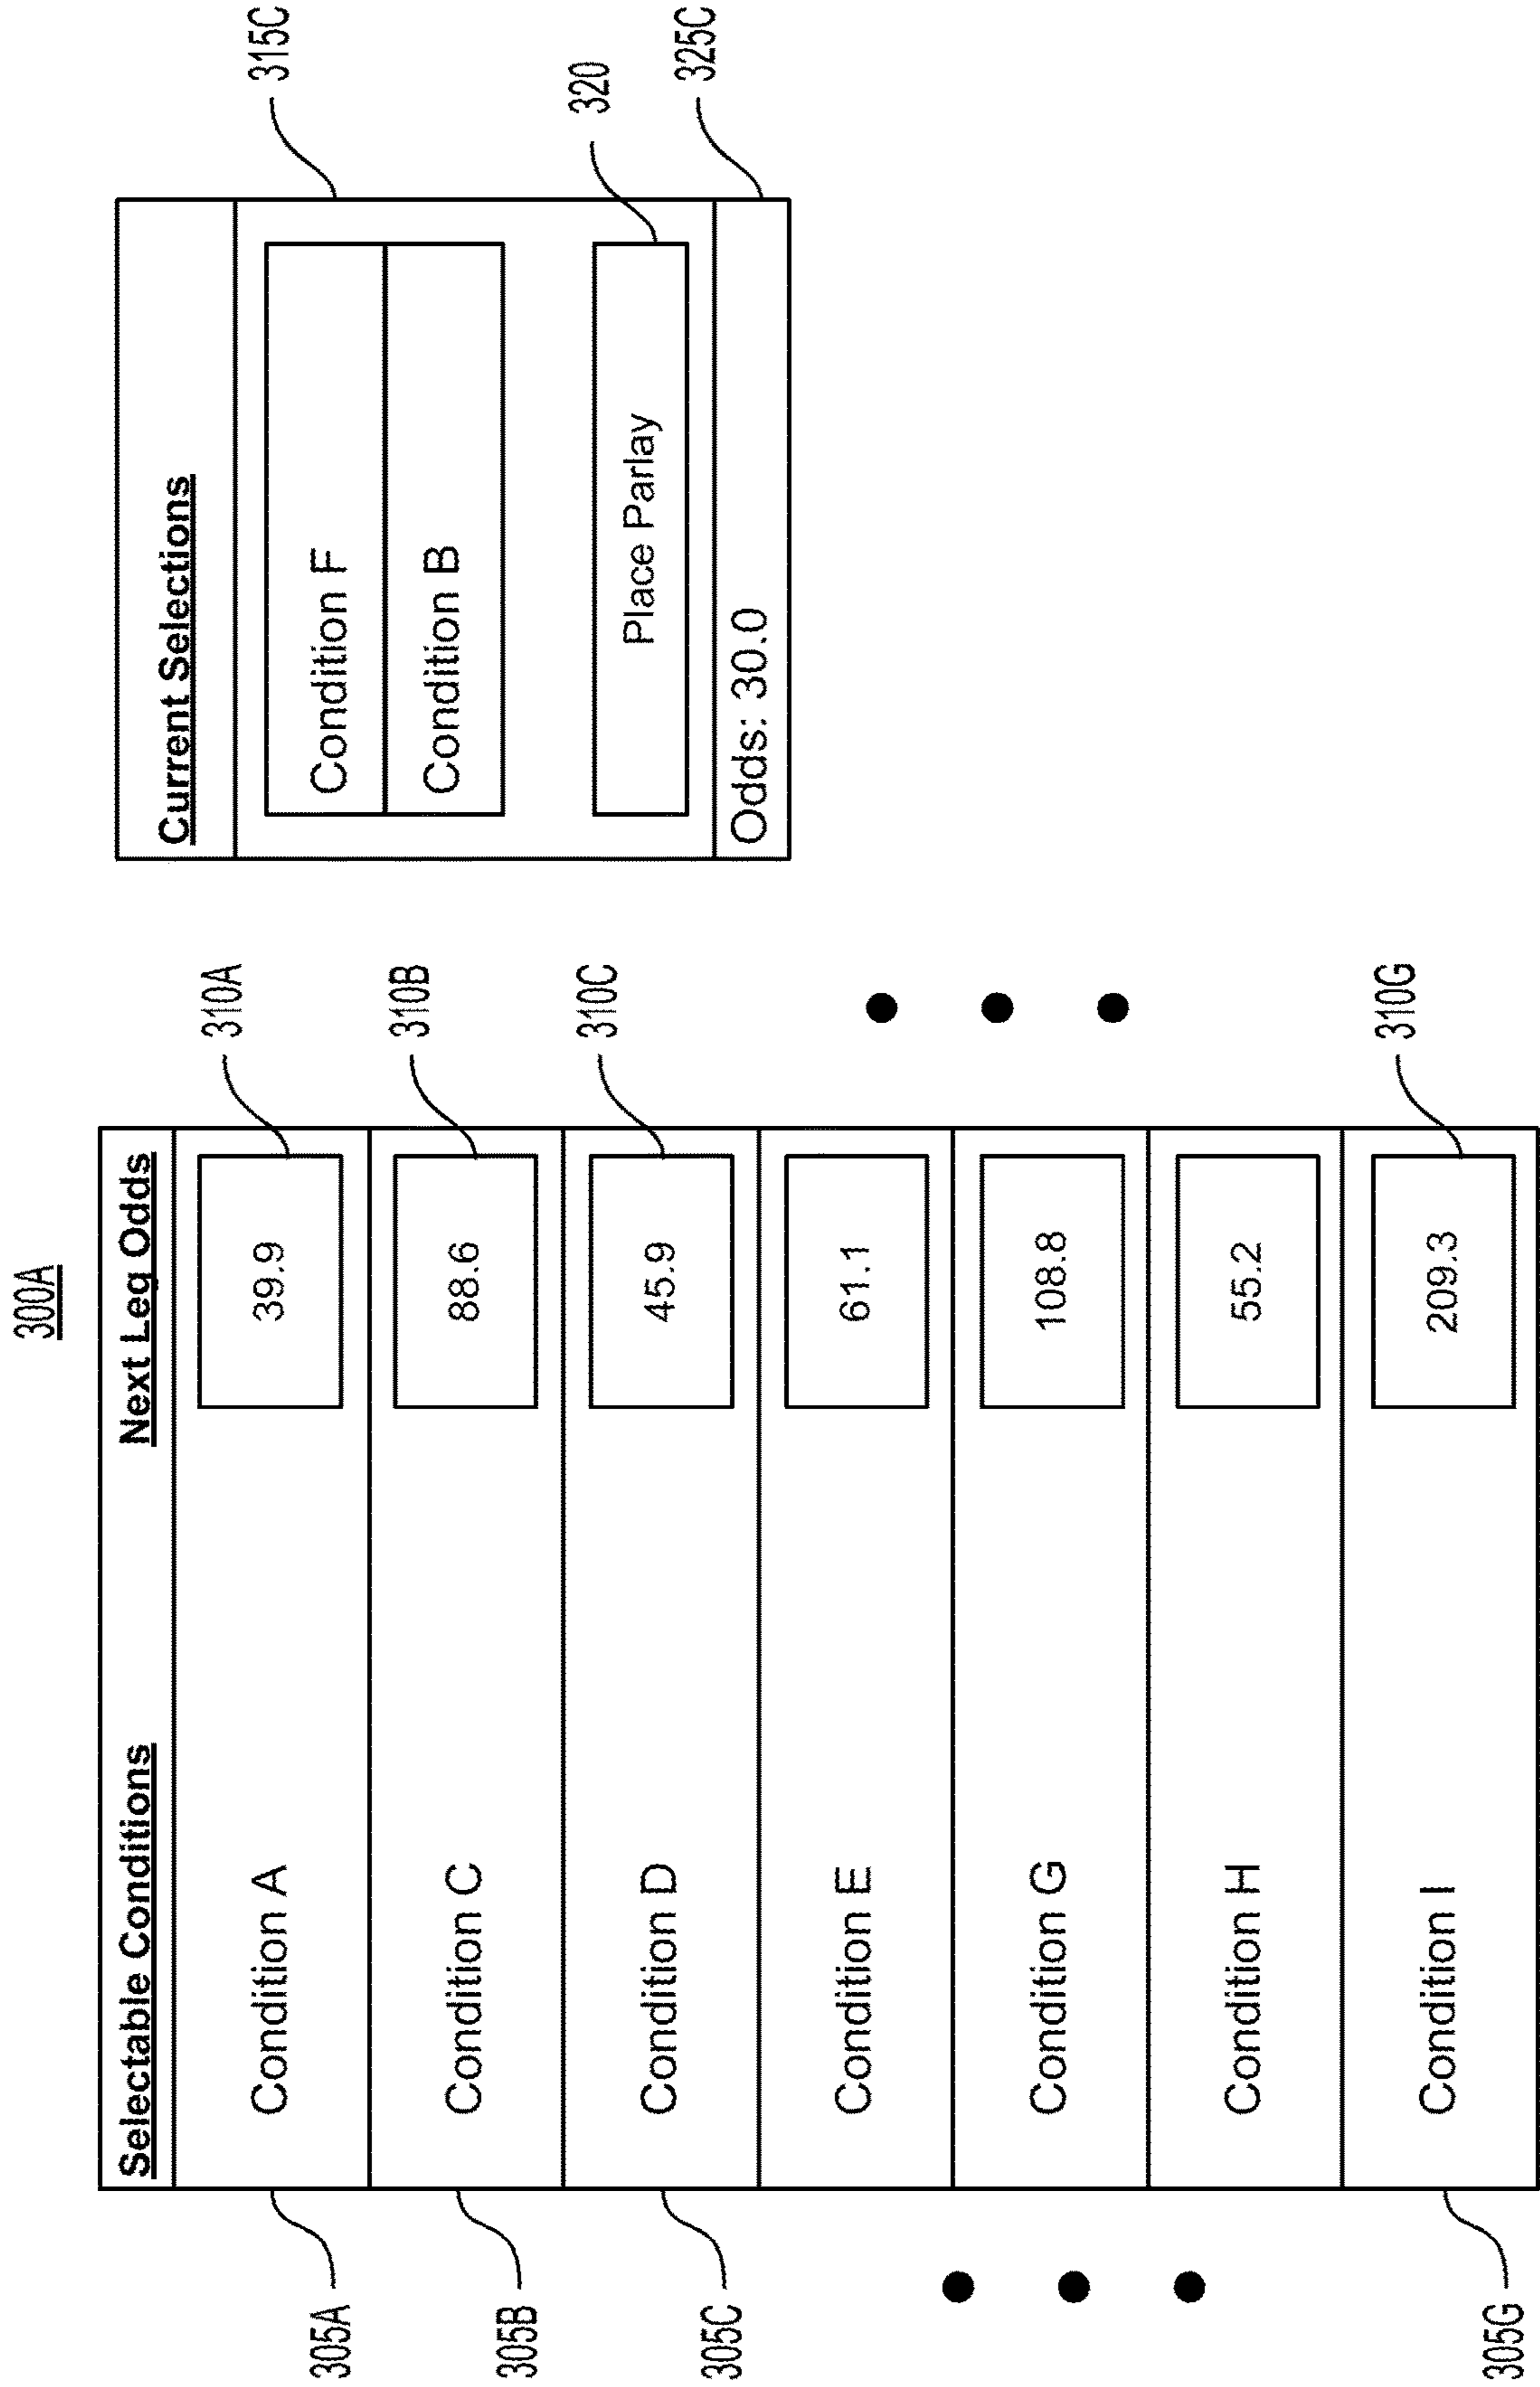 300A
Selectable Conditions Next Leg Odds
305A Condition A 39.9 310A
305B Condition C 88.6 310B
305C Condition D 45.9 310C
Condition E 61.1
Condition G 108.8
Condition H 55.2
305G Condition I 209.3 310G
Current Selections
Condition F 315C
Condition B
Place Parlay 320
Odds: 30.0 325C